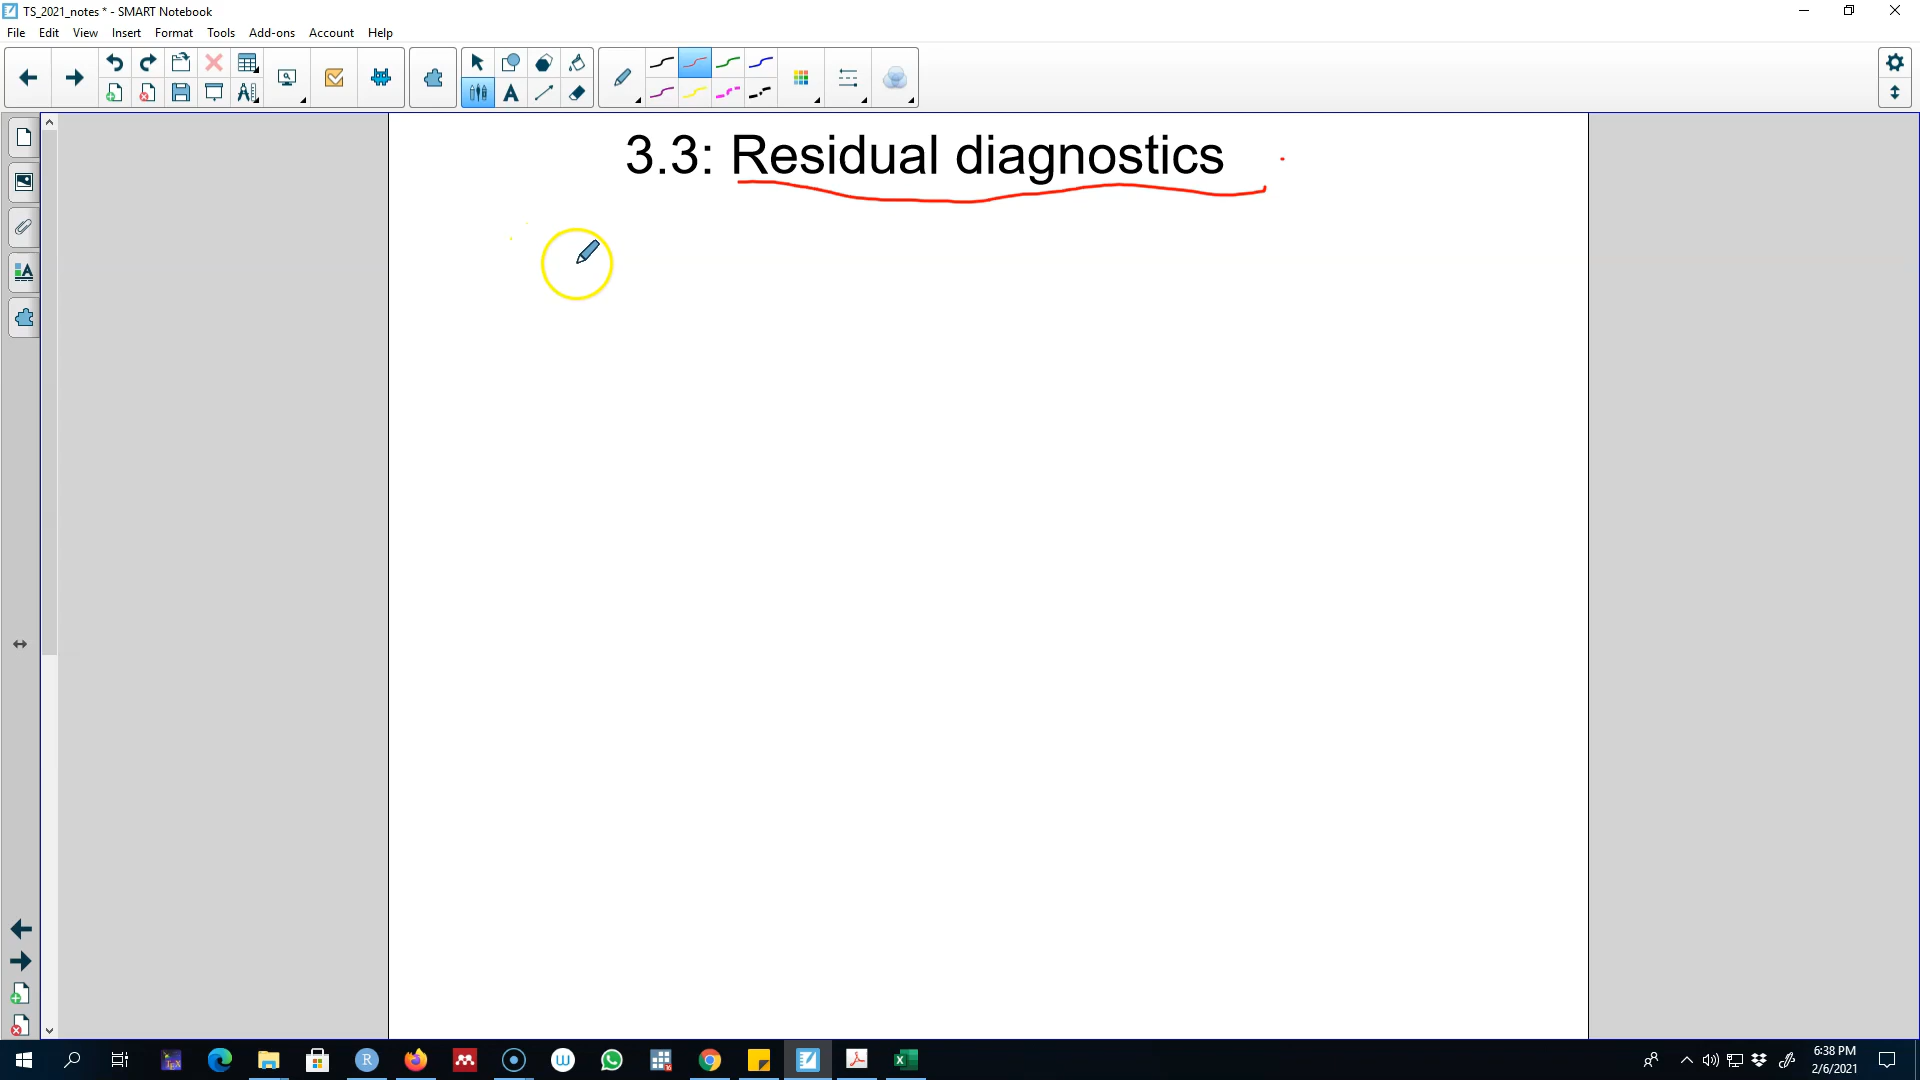 TS_2021_notes * - SMART Notebook
File Edit View Insert Format Tools Add-ons Account Help
3.3: Residual diagnostics
6:38 PM
2/6/2021